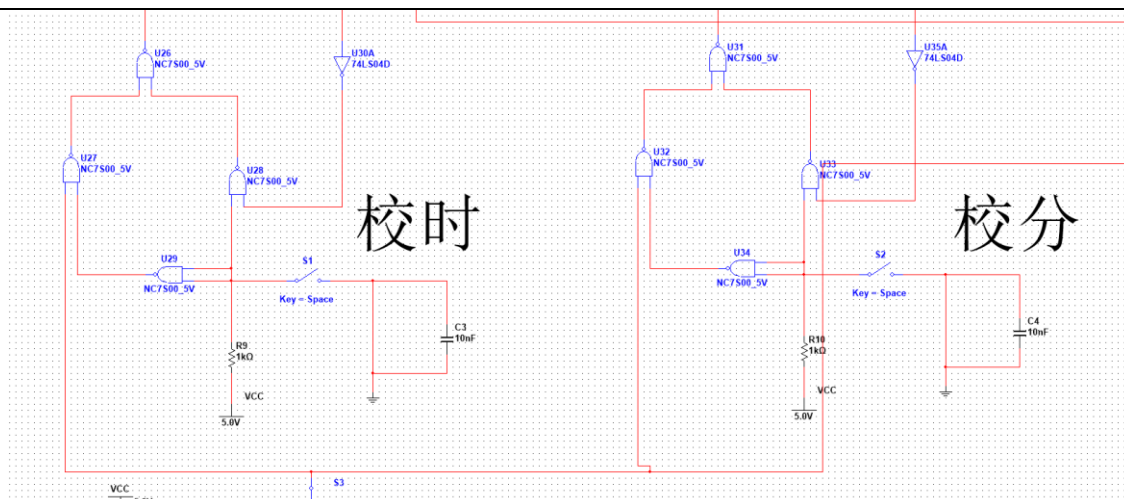 U26
NC7S00_5V
U30A
74LS04D
U31
NC7S00_5V
U35A
74LS04D
U27
NC7S00_5V
U28
NC7S00_5V
U32
NC7S00_5V
U33
NC7S00_5V
校时
校分
U29
NC7S00_5V
S1
Key = Space
U34
NC7S00_5V
S2
Key = Space
C3
10nF
C4
10nF
R9
1kΩ
R10
1kΩ
VCC
5.0V
VCC
5.0V
S3
VCC